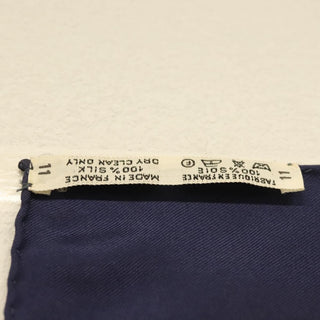 11
MADE IN FRANCE
100% SILK
DRY CLEAN ONLY
FABRIQUE EN FRANCE
100% SOIE
F
11